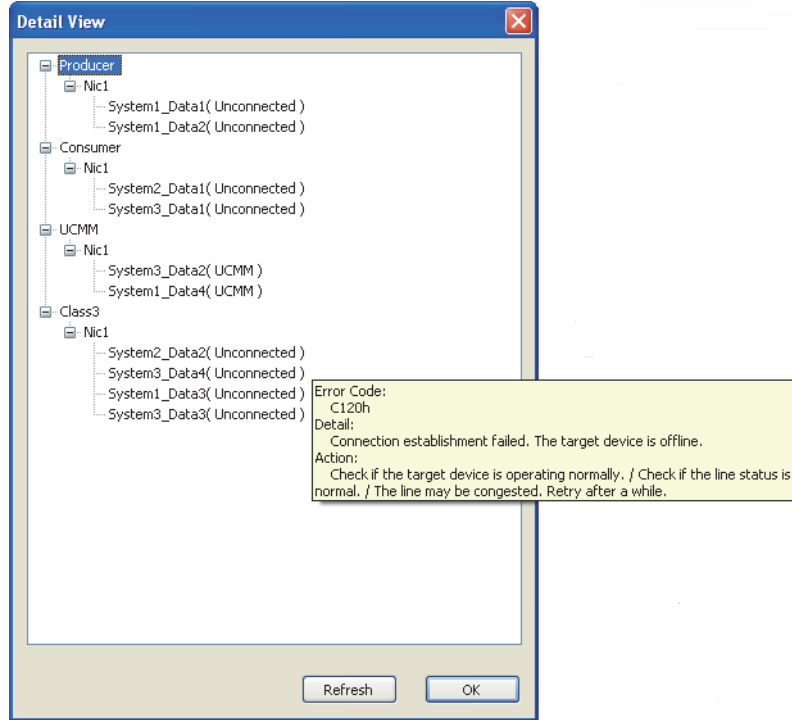 Detail View
Producer
Nic1
System1_Data1( Unconnected )
System1_Data2( Unconnected )
Consumer
Nic1
System2_Data1( Unconnected )
System3_Data1( Unconnected )
UCMM
Nic1
System3_Data2( UCMM )
System1_Data4( UCMM )
Class3
Nic1
System2_Data2( Unconnected )
System3_Data4( Unconnected )
System1_Data3( Unconnected )
System3_Data3( Unconnected )
Error Code:
C120h
Detail:
Connection establishment failed. The target device is offline.
Action:
Check if the target device is operating normally. / Check if the line status is
normal. / The line may be congested. Retry after a while.
Refresh
OK